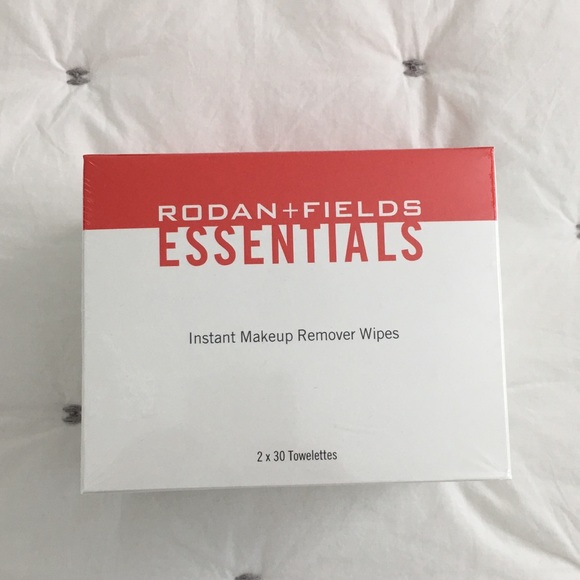 RODAN+FIELDS
ESSENTIALS
Instant Makeup Remover Wipes
2 x 30 Towelettes